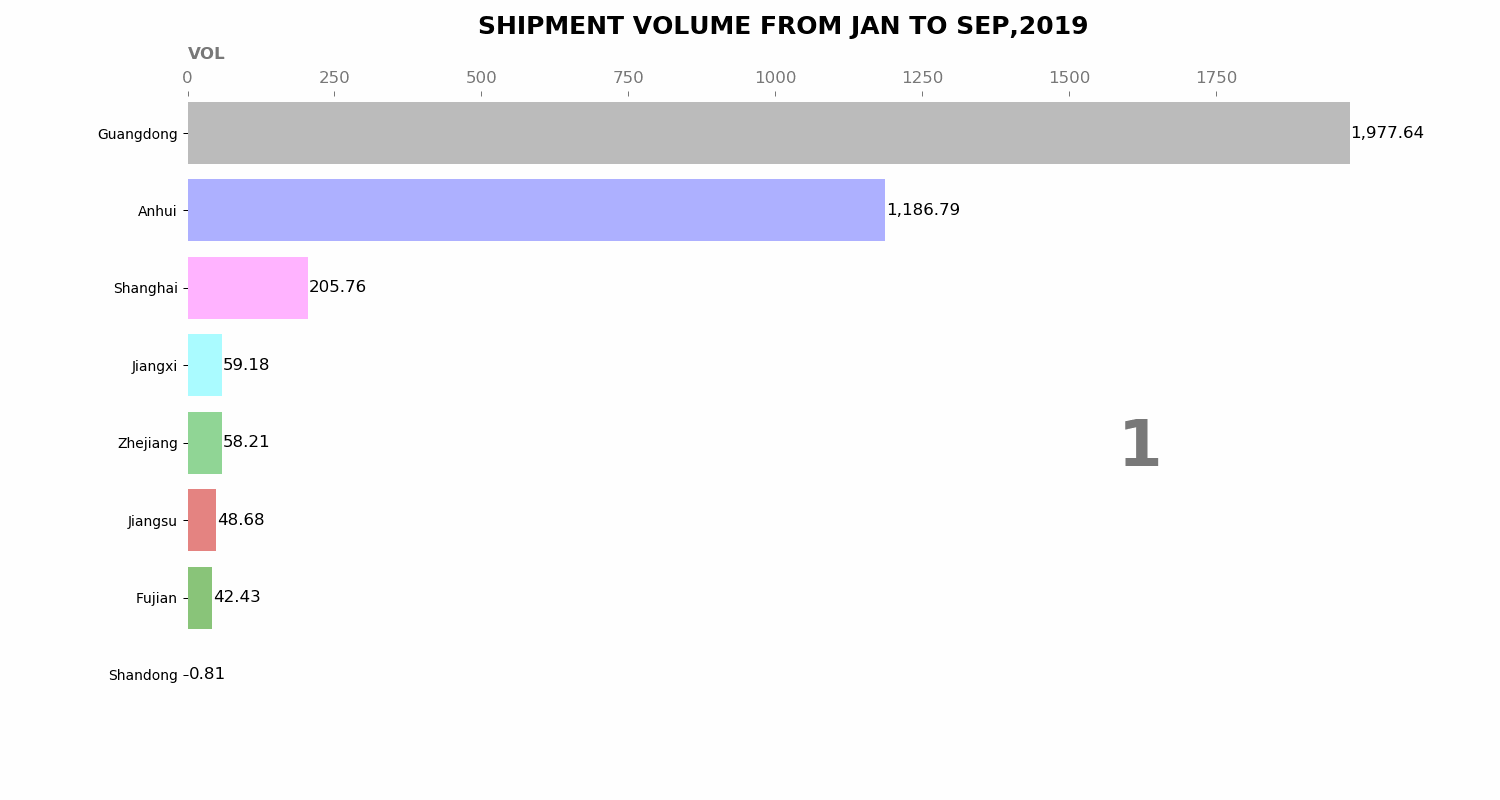 SHIPMENT VOLUME FROM JAN TO SEP,2019
VOL
0 250 500 750 1000 1250 1500 1750
Guangdong 1,977.64
Anhui 1,186.79
Shanghai 205.76
Jiangxi 59.18
Zhejiang 58.21
1
Jiangsu 48.68
Fujian 42.43
Shandong 0.81